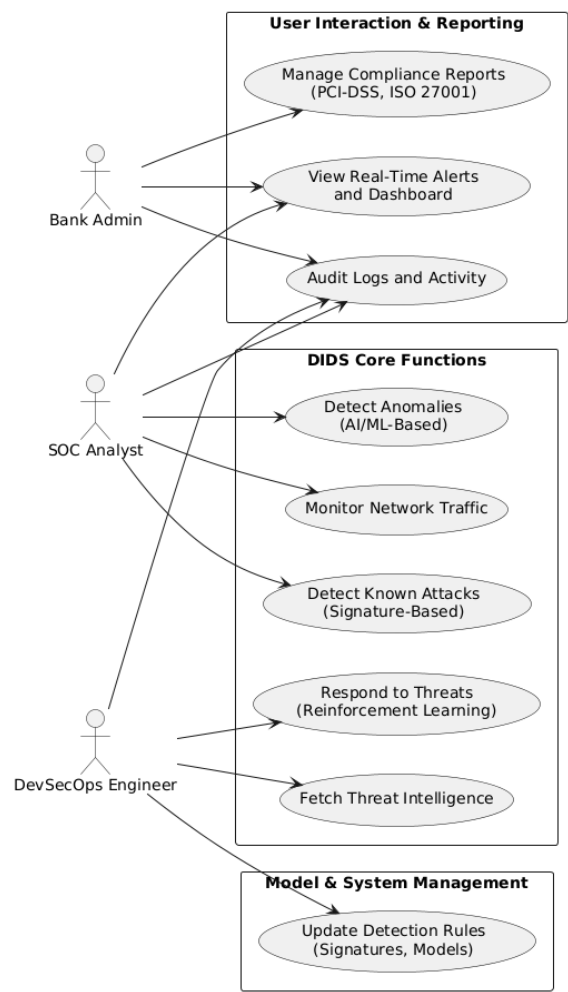 User Interaction & Reporting
Manage Compliance Reports
(PCI-DSS, ISO 27001)
View Real-Time Alerts
and Dashboard
Bank Admin
Audit Logs and Activity
DIDS Core Functions
Detect Anomalies
(AI/ML-Based)
SOC Analyst
Monitor Network Traffic
Detect Known Attacks
(Signature-Based)
Respond to Threats
(Reinforcement Learning)
DevSecOps Engineer
Fetch Threat Intelligence
Model & System Management
Update Detection Rules
(Signatures, Models)